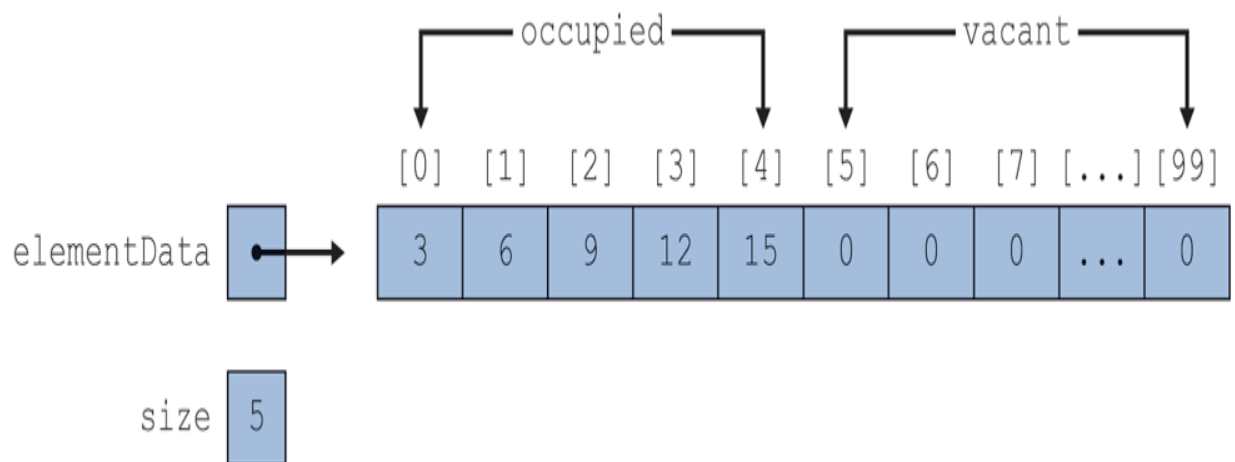 occupied vacant
[0] [1] [2] [3] [4] [5] [6] [7] [...] [99]
elementData 3 6 9 12 15 0 0 0 ... 0
size 5